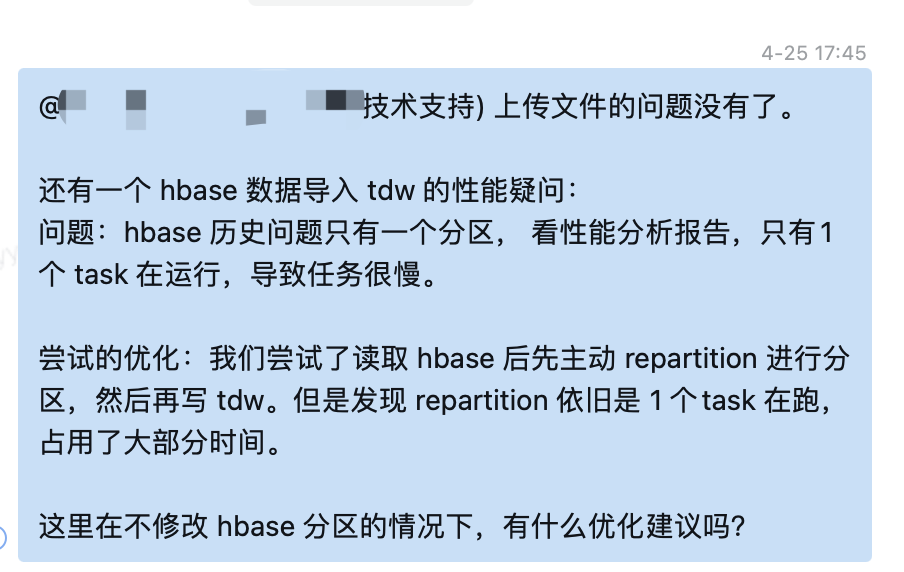 4-25 17:45
@技术支持) 上传文件的问题没有了。
还有一个 hbase 数据导入 tdw 的性能疑问：
问题：hbase 历史问题只有一个分区， 看性能分析报告，只有1
个 task 在运行，导致任务很慢。
尝试的优化：我们尝试了读取 hbase 后先主动 repartition 进行分
区，然后再写 tdw。但是发现 repartition 依旧是 1 个task 在跑，
占用了大部分时间。
这里在不修改 hbase 分区的情况下，有什么优化建议吗？